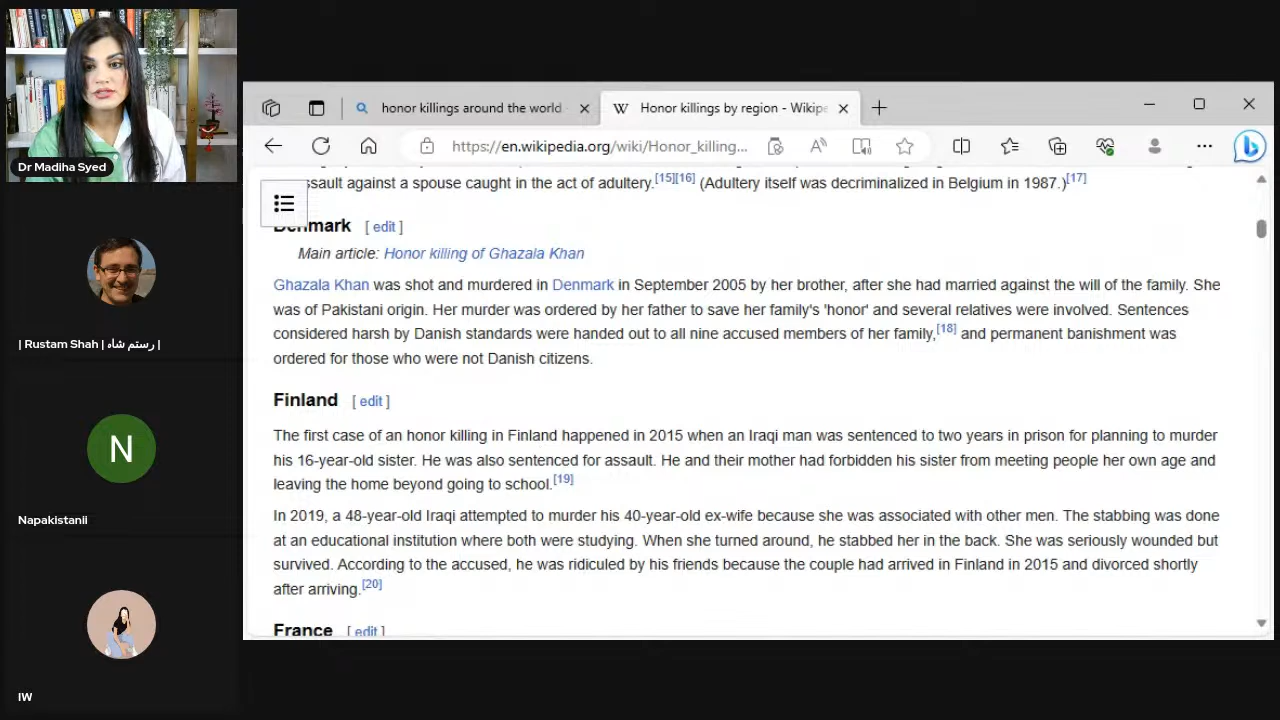 Dr Madiha Syed
| Rustam Shah | رستم شاہ |
N
Napakistanii
IW
honor killings around the world
Honor killings by region - Wikipe
https://en.wikipedia.org/wiki/Honor_killing...
ssault against a spouse caught in the act of adultery.[15][16] (Adultery itself was decriminalized in Belgium in 1987.)[17]
Denmark [ edit ]
Main article: Honor killing of Ghazala Khan
Ghazala Khan was shot and murdered in Denmark in September 2005 by her brother, after she had married against the will of the family. She
was of Pakistani origin. Her murder was ordered by her father to save her family's 'honor' and several relatives were involved. Sentences
considered harsh by Danish standards were handed out to all nine accused members of her family,[18] and permanent banishment was
ordered for those who were not Danish citizens.
Finland [ edit ]
The first case of an honor killing in Finland happened in 2015 when an Iraqi man was sentenced to two years in prison for planning to murder
his 16-year-old sister. He was also sentenced for assault. He and their mother had forbidden his sister from meeting people her own age and
leaving the home beyond going to school.[19]
In 2019, a 48-year-old Iraqi attempted to murder his 40-year-old ex-wife because she was associated with other men. The stabbing was done
at an educational institution where both were studying. When she turned around, he stabbed her in the back. She was seriously wounded but
survived. According to the accused, he was ridiculed by his friends because the couple had arrived in Finland in 2015 and divorced shortly
after arriving.[20]
France [ edit ]